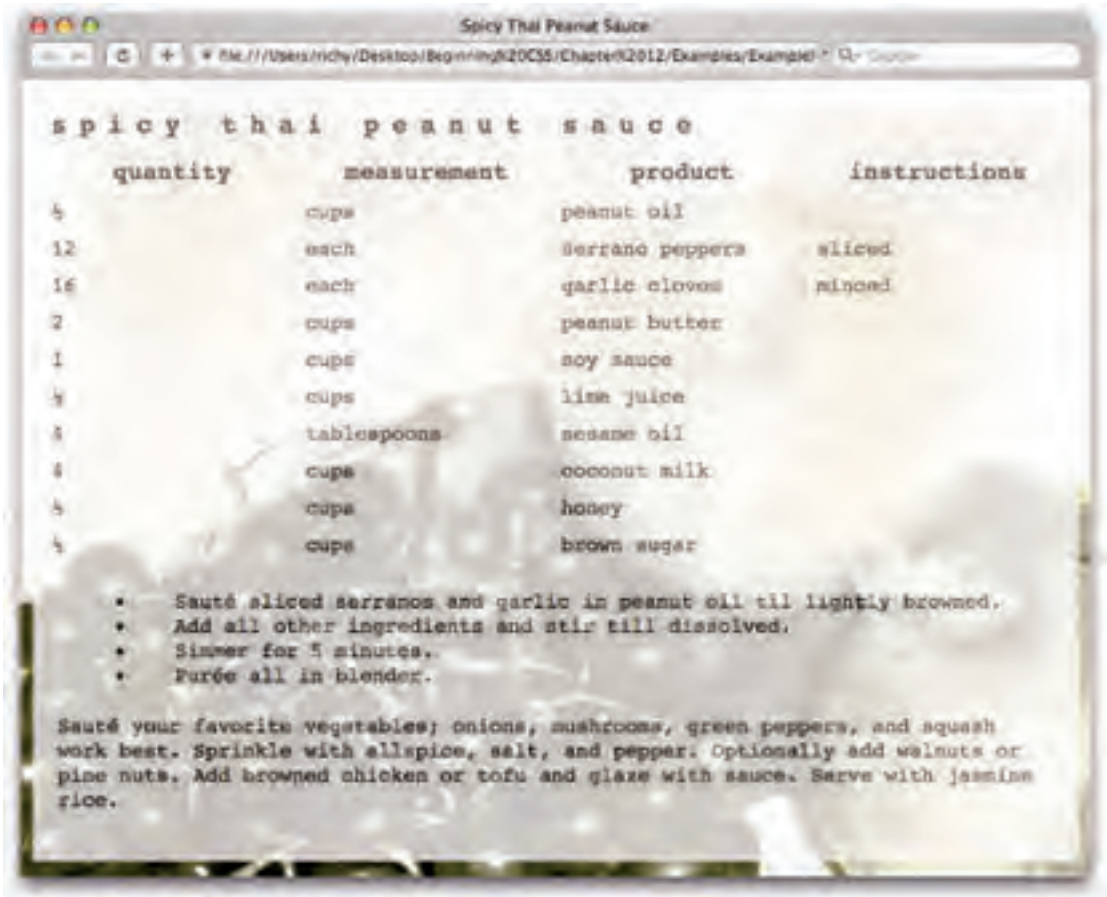 Spicy Thai Peanut Sauce
spicy thai peanut sauce
quantity measurement product instructions
½ cups peanut oil
12 each Serrano peppers sliced
16 each garlic cloves minced
2 cups peanut butter
1 cups soy sauce
cups lime juice
tablespoons sesame oil
cups coconut milk
cups honey
cups brown sugar
• Sauté sliced serranos and garlic in peanut oil til lightly browned.
• Add all other ingredients and stir till dissolved.
• Simmer for 5 minutes.
• Purée all in blender.
Sauté your favorite vegetables; onions, mushrooms, green peppers, and squash
work best. Sprinkle with allspice, salt, and pepper. Optionally add walnuts or
pine nuts. Add browned chicken or tofu and glaze with sauce. Serve with jasmine
rice.